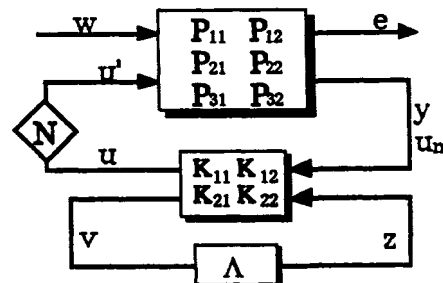 w P₁₁ P₁₂ e
u' P₂₁ P₂₂
P₃₁ P₃₂
y
N uₘ
u K₁₁ K₁₂
K₂₁ K₂₂
v z
Λ